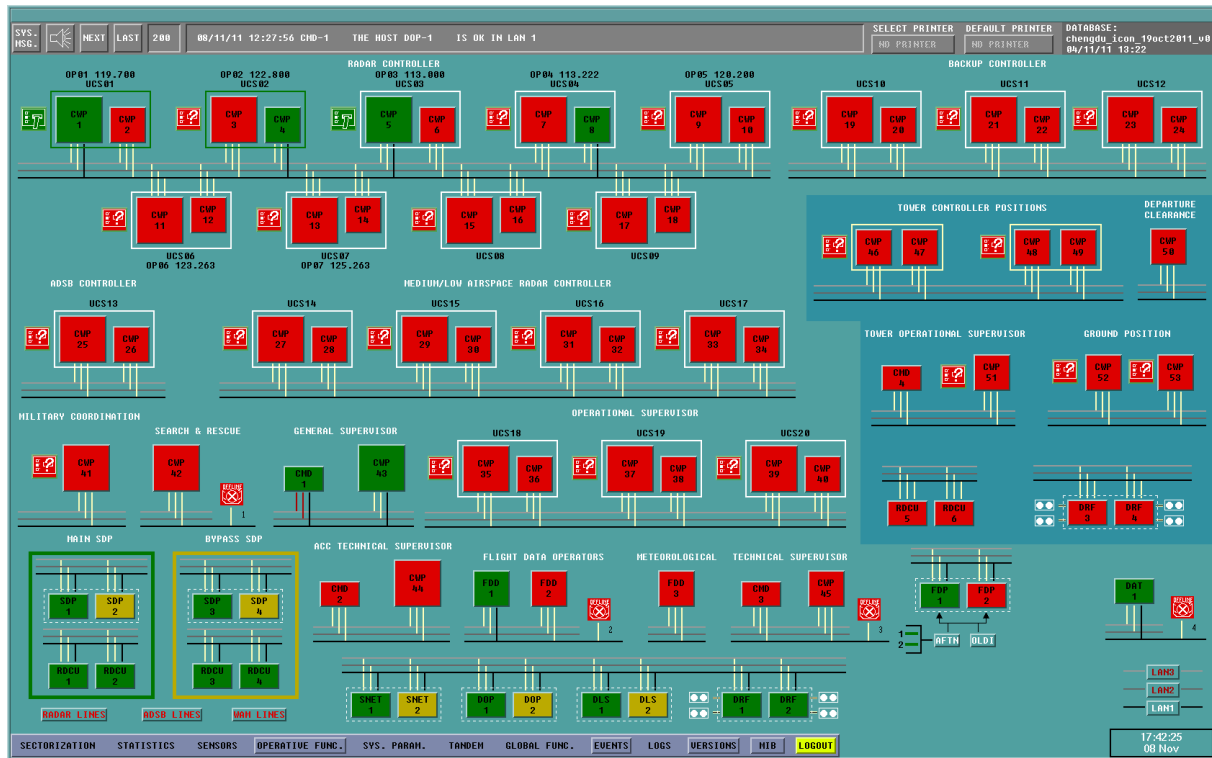 SYS. MSG. NEXT LAST 200 08/11/11 12:27:56 CMD-1 THE HOST DOP-1 IS OK IN LAN 1
SELECT PRINTER DEFAULT PRINTER
NO PRINTER NO PRINTER
DATABASE:
chengdu_icon_19oct2011_v0
04/11/11 13:22
RADAR CONTROLLER BACKUP CONTROLLER
OP01 119.700 OP02 122.800 OP03 113.000 OP04 113.222 OP05 120.200
UCS01 UCS02 UCS03 UCS04 UCS05 UCS10 UCS11 UCS12
CWP 1 CWP 2 CWP 3 CWP 4 CWP 5 CWP 6 CWP 7 CWP 8 CWP 9 CWP 10 CWP 19 CWP 20 CWP 21 CWP 22 CWP 23 CWP 24
CWP 11 CWP 12 CWP 13 CWP 14 CWP 15 CWP 16 CWP 17 CWP 18
UCS06 UCS07 UCS08 UCS09
OP06 123.263 OP07 125.263
TOWER CONTROLLER POSITIONS
DEPARTURE
CLEARANCE
CWP 46 CWP 47 CWP 48 CWP 49 CWP 50
ADSB CONTROLLER MEDIUM/LOW AIRSPACE RADAR CONTROLLER
UCS13 UCS14 UCS15 UCS16 UCS17
CWP 25 CWP 26 CWP 27 CWP 28 CWP 29 CWP 30 CWP 31 CWP 32 CWP 33 CWP 34
TOWER OPERATIONAL SUPERVISOR GROUND POSITION
CMD 4 CWP 51 CWP 52 CWP 53
MILITARY COORDINATION
SEARCH & RESCUE
GENERAL SUPERVISOR
OPERATIONAL SUPERVISOR
UCS18 UCS19 UCS20
CWP 41 CWP 42 CMD 1 CWP 43 CWP 35 CWP 36 CWP 37 CWP 38 CWP 39 CWP 40
OFFLINE 1
RDCU 5 RDCU 6 DRF 3 DRF 4
MAIN SDP BYPASS SDP
SDP 1 SDP 2 SDP 3 SDP 4
RDCU 1 RDCU 2 RDCU 3 RDCU 4
RADAR LINES ADSB LINES WAM LINES
ACC TECHNICAL SUPERVISOR
FLIGHT DATA OPERATORS METEOROLOGICAL TECHNICAL SUPERVISOR
CMD 2 CWP 44 FDD 1 FDD 2 OFFLINE 2 FDD 3 CMD 3 CWP 45 OFFLINE 3
FDP 1 FDP 2
1
2
AFTN OLDI
DAT 1 OFFLINE 4
SNET 1 SNET 2 DOP 1 DOP 2 DLS 1 DLS 2 DRF 1 DRF 2
LAN3
LAN2
LAN1
SECTORIZATION STATISTICS SENSORS OPERATIVE FUNC. SYS. PARAM. TANDEM GLOBAL FUNC. EVENTS LOGS VERSIONS MIB LOGOUT
17:42:25
08 Nov